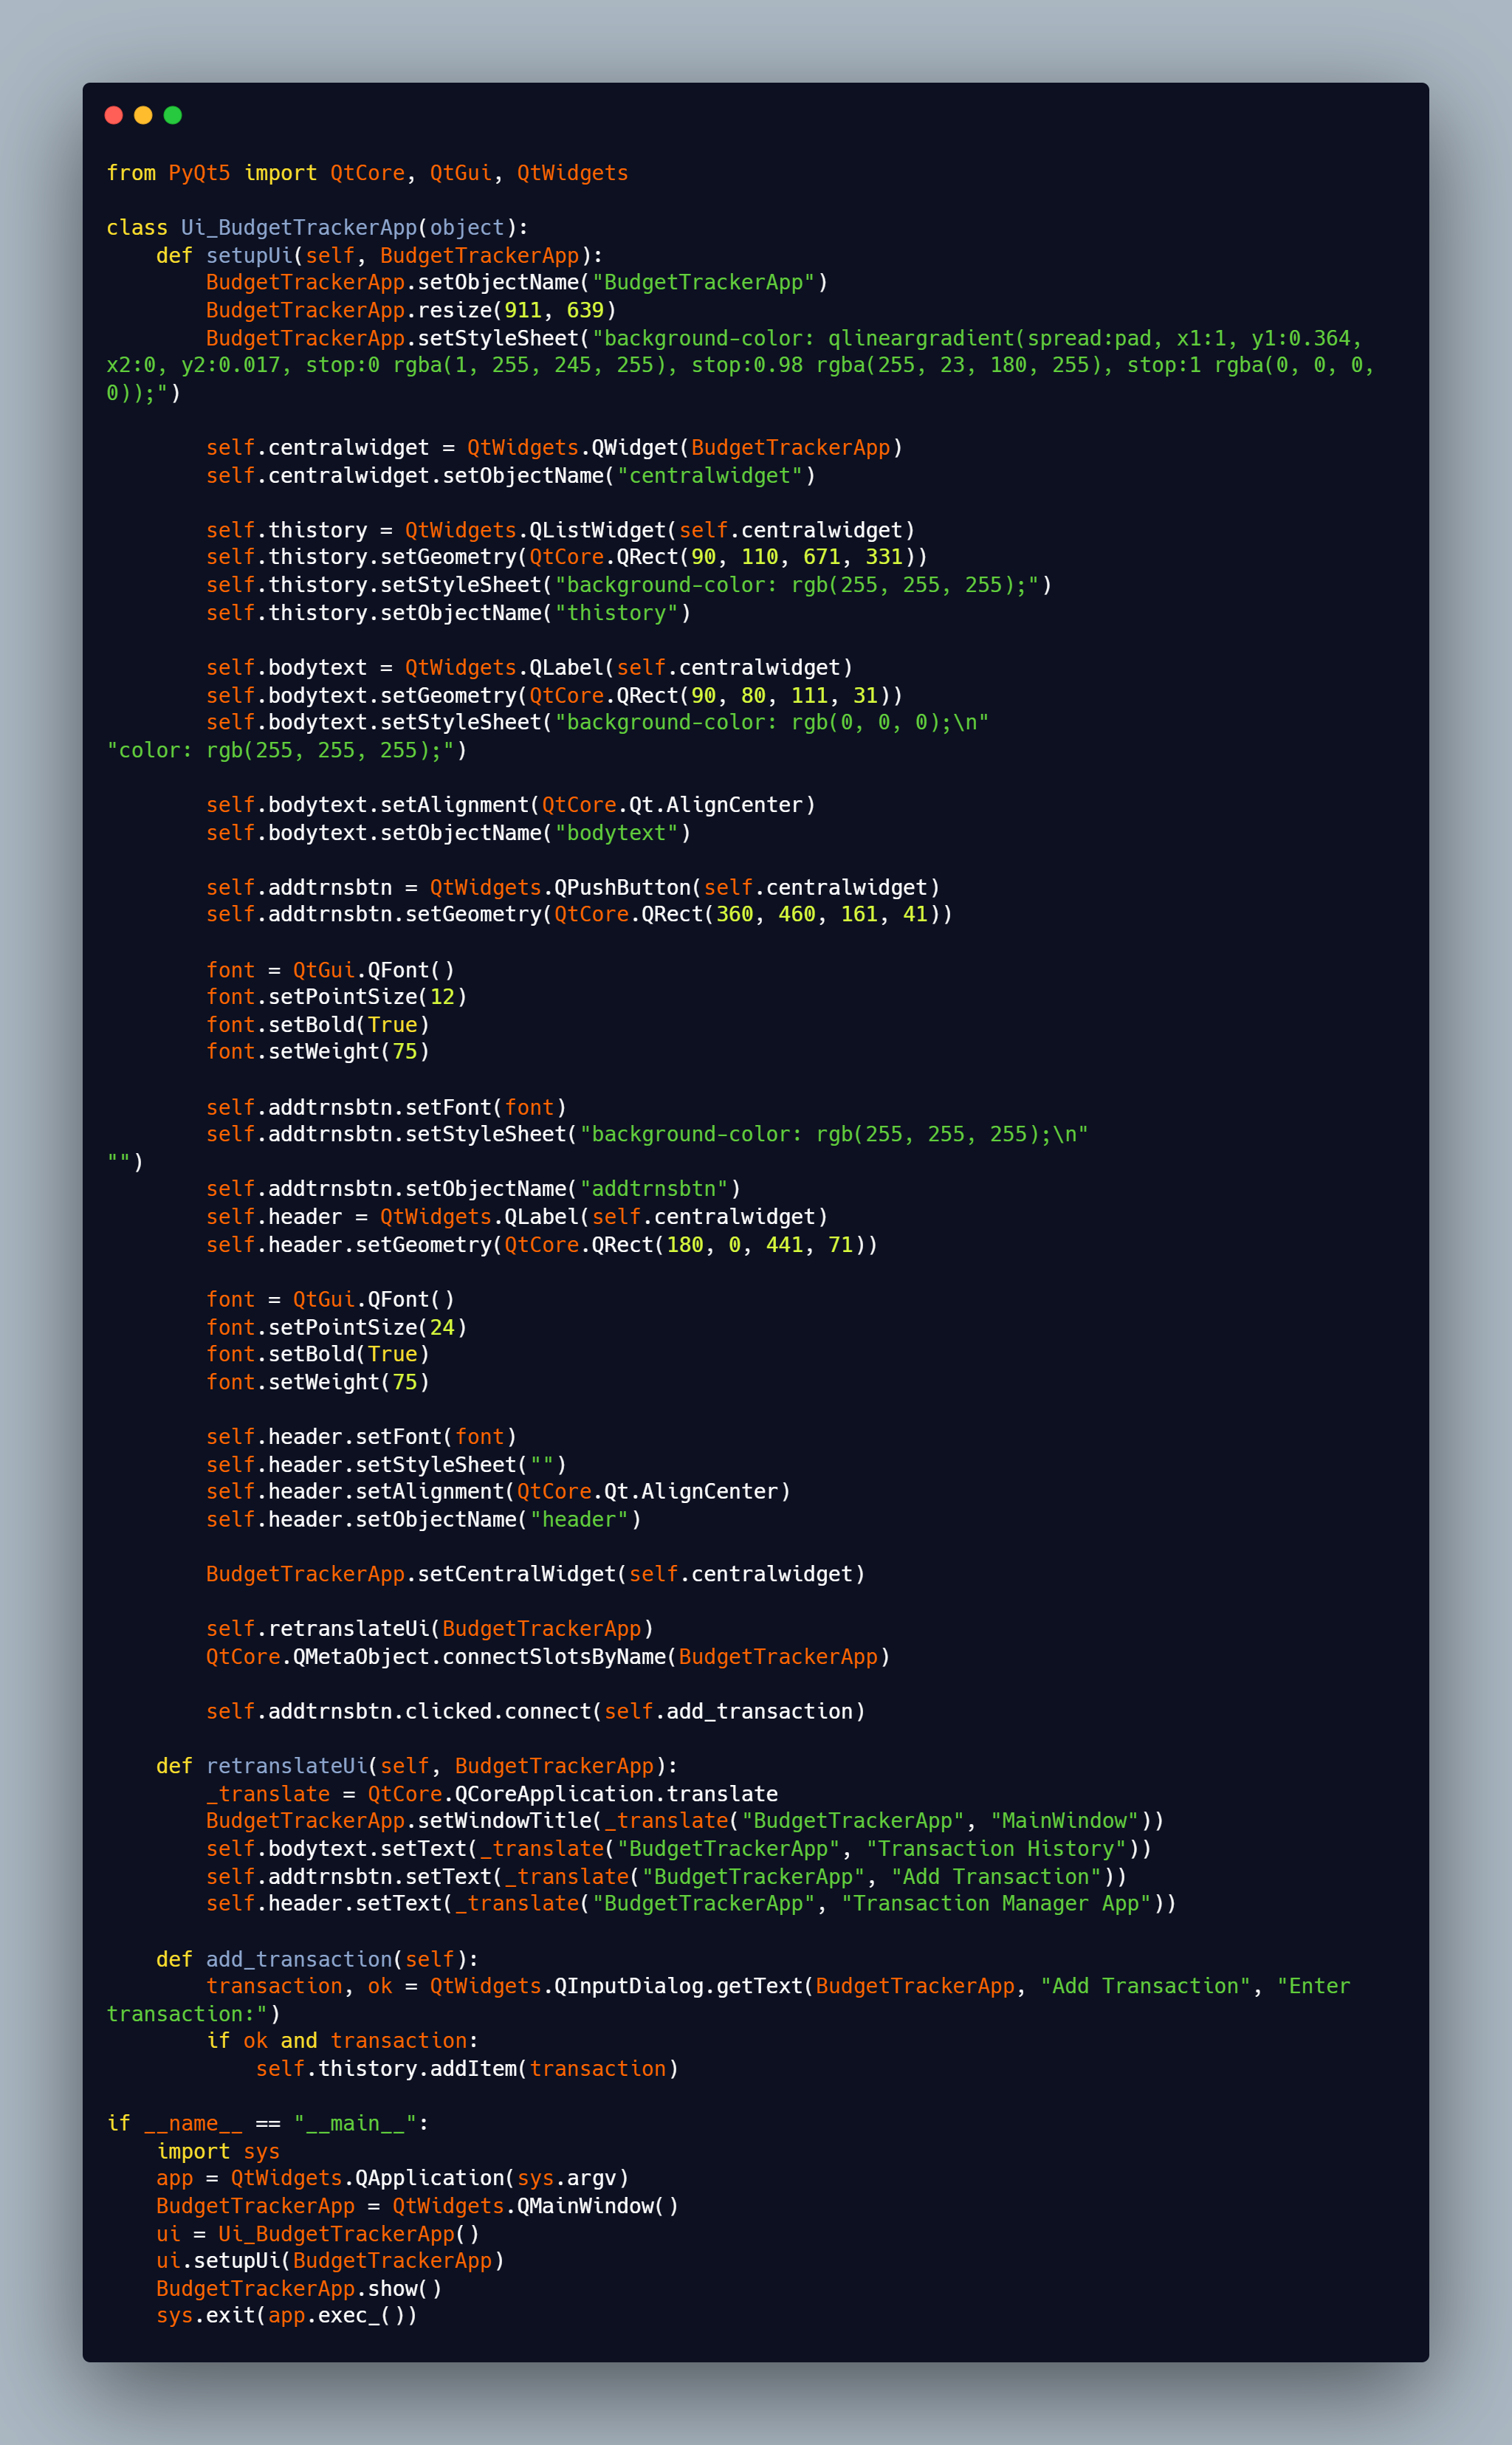 from PyQt5 import QtCore, QtGui, QtWidgets

class Ui_BudgetTrackerApp(object):
    def setupUi(self, BudgetTrackerApp):
        BudgetTrackerApp.setObjectName("BudgetTrackerApp")
        BudgetTrackerApp.resize(911, 639)
        BudgetTrackerApp.setStyleSheet("background-color: qlineargradient(spread:pad, x1:1, y1:0.364,
x2:0, y2:0.017, stop:0 rgba(1, 255, 245, 255), stop:0.98 rgba(255, 23, 180, 255), stop:1 rgba(0, 0, 0,
0));")

        self.centralwidget = QtWidgets.QWidget(BudgetTrackerApp)
        self.centralwidget.setObjectName("centralwidget")

        self.thistory = QtWidgets.QListWidget(self.centralwidget)
        self.thistory.setGeometry(QtCore.QRect(90, 110, 671, 331))
        self.thistory.setStyleSheet("background-color: rgb(255, 255, 255);")
        self.thistory.setObjectName("thistory")

        self.bodytext = QtWidgets.QLabel(self.centralwidget)
        self.bodytext.setGeometry(QtCore.QRect(90, 80, 111, 31))
        self.bodytext.setStyleSheet("background-color: rgb(0, 0, 0);\n"
"color: rgb(255, 255, 255);")

        self.bodytext.setAlignment(QtCore.Qt.AlignCenter)
        self.bodytext.setObjectName("bodytext")

        self.addtrnsbtn = QtWidgets.QPushButton(self.centralwidget)
        self.addtrnsbtn.setGeometry(QtCore.QRect(360, 460, 161, 41))

        font = QtGui.QFont()
        font.setPointSize(12)
        font.setBold(True)
        font.setWeight(75)

        self.addtrnsbtn.setFont(font)
        self.addtrnsbtn.setStyleSheet("background-color: rgb(255, 255, 255);\n"
"")
        self.addtrnsbtn.setObjectName("addtrnsbtn")
        self.header = QtWidgets.QLabel(self.centralwidget)
        self.header.setGeometry(QtCore.QRect(180, 0, 441, 71))

        font = QtGui.QFont()
        font.setPointSize(24)
        font.setBold(True)
        font.setWeight(75)

        self.header.setFont(font)
        self.header.setStyleSheet("")
        self.header.setAlignment(QtCore.Qt.AlignCenter)
        self.header.setObjectName("header")

        BudgetTrackerApp.setCentralWidget(self.centralwidget)

        self.retranslateUi(BudgetTrackerApp)
        QtCore.QMetaObject.connectSlotsByName(BudgetTrackerApp)

        self.addtrnsbtn.clicked.connect(self.add_transaction)

    def retranslateUi(self, BudgetTrackerApp):
        _translate = QtCore.QCoreApplication.translate
        BudgetTrackerApp.setWindowTitle(_translate("BudgetTrackerApp", "MainWindow"))
        self.bodytext.setText(_translate("BudgetTrackerApp", "Transaction History"))
        self.addtrnsbtn.setText(_translate("BudgetTrackerApp", "Add Transaction"))
        self.header.setText(_translate("BudgetTrackerApp", "Transaction Manager App"))

    def add_transaction(self):
        transaction, ok = QtWidgets.QInputDialog.getText(BudgetTrackerApp, "Add Transaction", "Enter
transaction:")
        if ok and transaction:
            self.thistory.addItem(transaction)

if __name__ == "__main__":
    import sys
    app = QtWidgets.QApplication(sys.argv)
    BudgetTrackerApp = QtWidgets.QMainWindow()
    ui = Ui_BudgetTrackerApp()
    ui.setupUi(BudgetTrackerApp)
    BudgetTrackerApp.show()
    sys.exit(app.exec_())